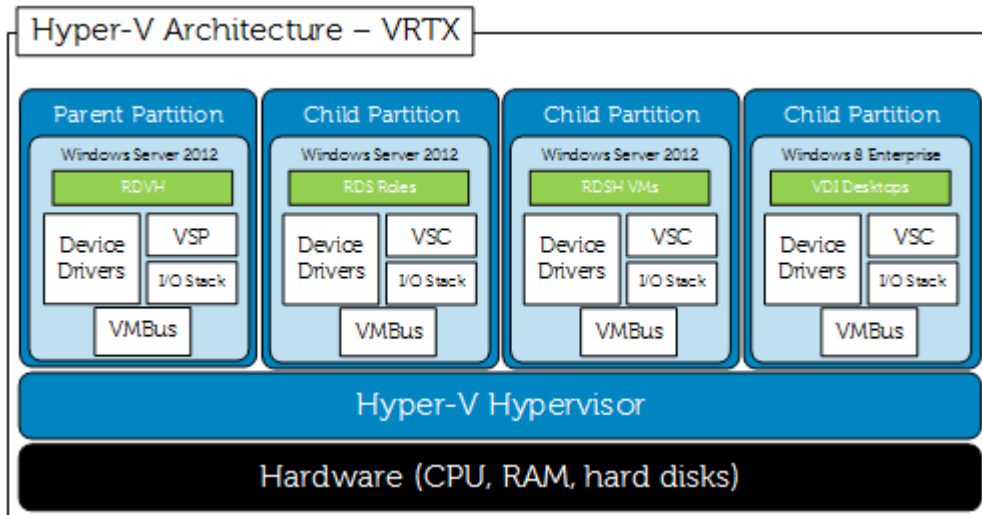 Hyper-V Architecture – VRTX
Parent Partition
Windows Server 2012
RDVH
Device
Drivers
VSP
I/O Stack
VMBus
Child Partition
Windows Server 2012
RDS Roles
Device
Drivers
VSC
I/O Stack
VMBus
Child Partition
Windows Server 2012
RDSH VMs
Device
Drivers
VSC
I/O Stack
VMBus
Child Partition
Windows 8 Enterprise
VDI Desktops
Device
Drivers
VSC
I/O Stack
VMBus
Hyper-V Hypervisor
Hardware (CPU, RAM, hard disks)